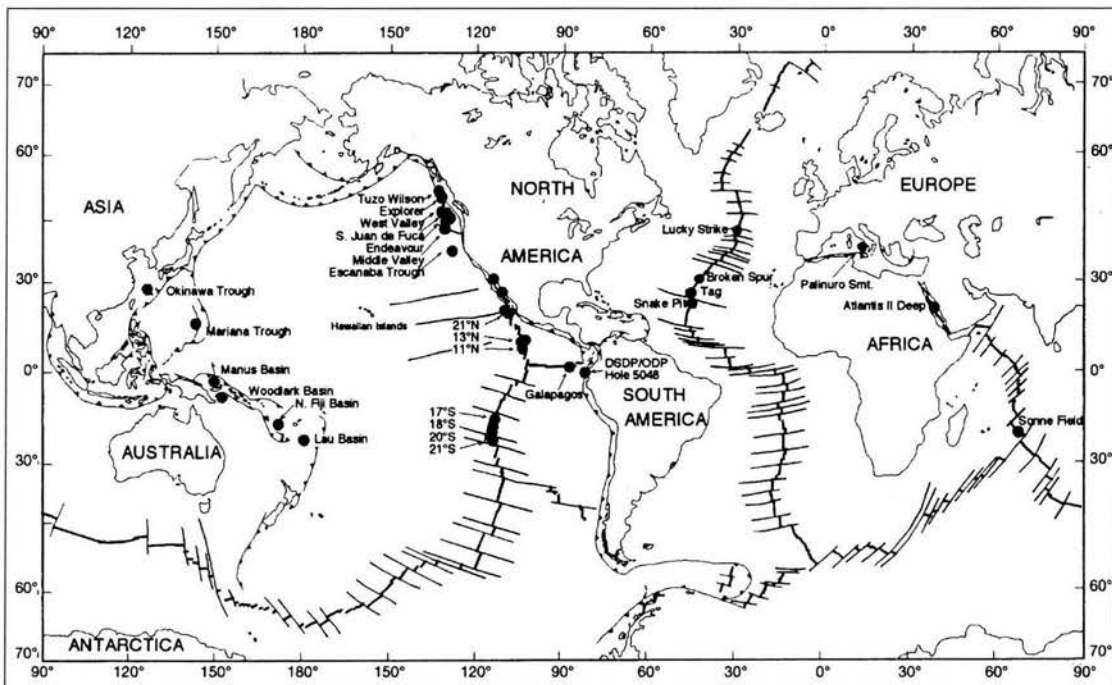 90° 120° 150° 180° 150° 120° 90° 60° 30° 0° 30° 60° 90°
70° 70°
60° 60°
ASIA
NORTH
EUROPE
Tuzo Wilson
Explorer
West Valley
S. Juan de Fuca
Endeavour
Middle Valley
Escanaba Trough
AMERICA
Lucky Strike
Palinuro Smt.
30° 30°
Okinawa Trough
Broken Spur
Tag
Snake Pit
Atlantis II Deep
Mariana Trough
Hawaiian Islands
21°N
13°N
11°N
AFRICA
0° 0°
Manus Basin
Woodlark Basin
N. Fiji Basin
Lau Basin
Galapagos
DSDP/ODP
Hole 5048
SOUTH
AMERICA
17°S
18°S
20°S
21°S
Sonne Field
AUSTRALIA
30° 30°
60° 60°
ANTARCTICA
70° 70°
90° 120° 150° 180° 150° 120° 90° 60° 30° 0° 30° 60° 90°